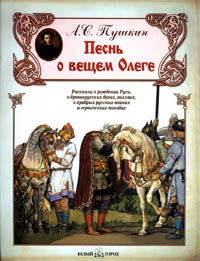 А.С. Пушкин
Песнь
о вещем Олеге
Рассказы о рождении Руси,
о древнерусских богах, волхвах,
о храбрых русских воинах
и героических походах
БЕЛЫЙ ГОРОД